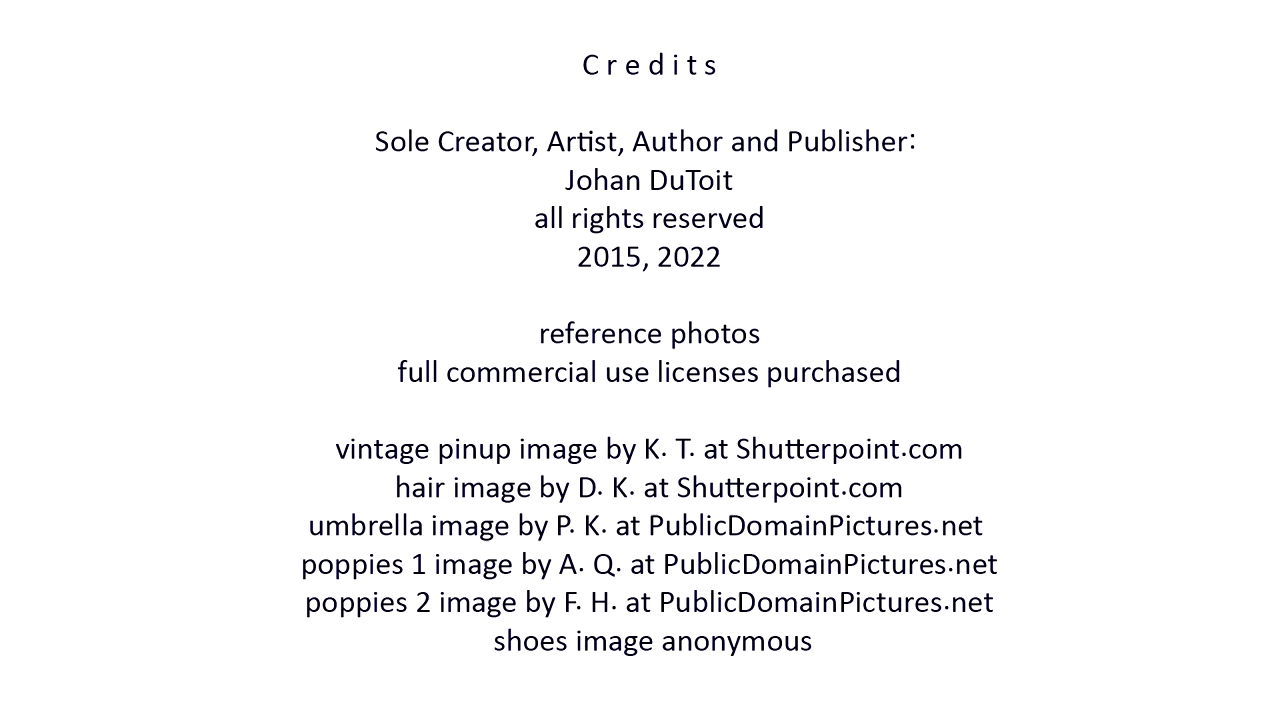 C r e d i t s
Sole Creator, Artist, Author and Publisher:
Johan DuToit
all rights reserved
2015, 2022
reference photos
full commercial use licenses purchased
vintage pinup image by K. T. at Shutterpoint.com
hair image by D. K. at Shutterpoint.com
umbrella image by P. K. at PublicDomainPictures.net
poppies 1 image by A. Q. at PublicDomainPictures.net
poppies 2 image by F. H. at PublicDomainPictures.net
shoes image anonymous